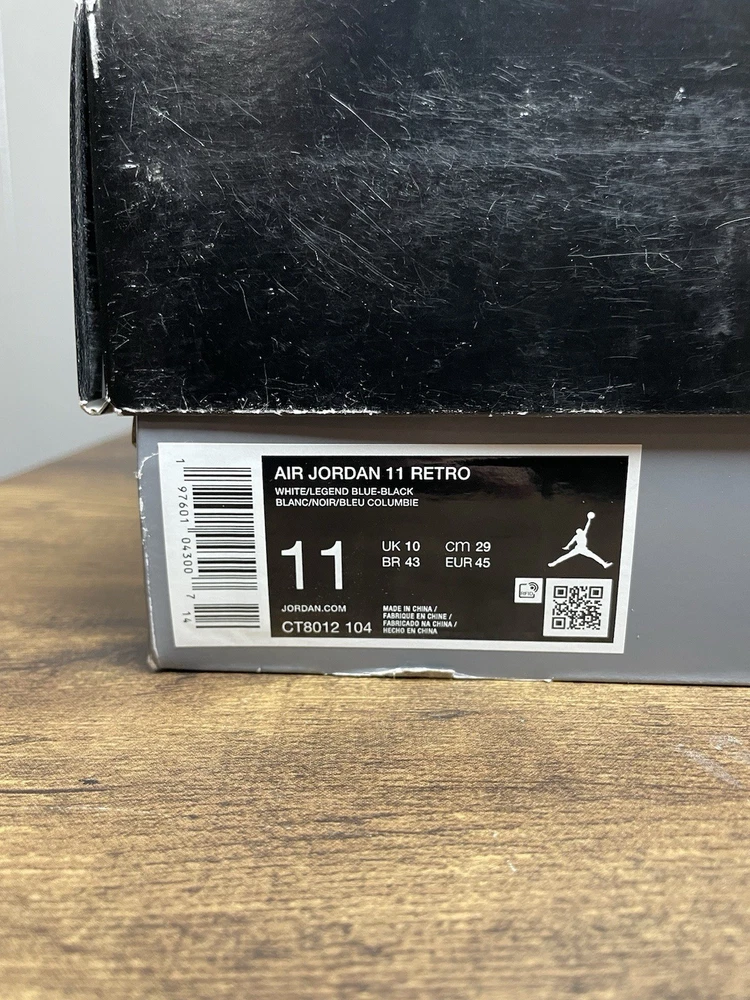 1 97601 04300 7 14
AIR JORDAN 11 RETRO
WHITE/LEGEND BLUE-BLACK
BLANC/NOIR/BLEU COLUMBIE
11
UK 10 cm 29
BR 43 EUR 45
RFID
JORDAN.COM
CT8012 104
MADE IN CHINA /
FABRIQUE EN CHINE /
FABRICADO NA CHINA /
HECHO EN CHINA